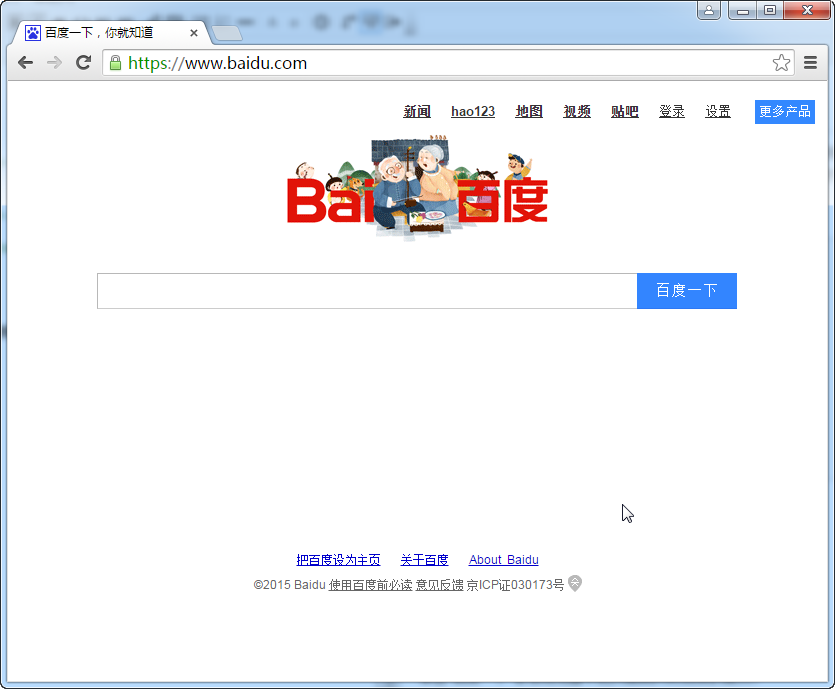 百度一下，你就知道
https://www.baidu.com
新闻 hao123 地图 视频 贴吧 登录 设置 更多产品
Bai 百度
百度一下
把百度设为主页 关于百度 About Baidu
©2015 Baidu 使用百度前必读 意见反馈 京ICP证030173号